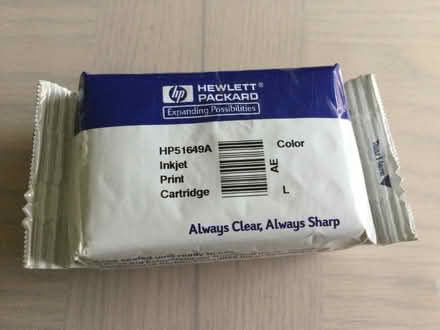 hp HEWLETT®
PACKARD
Expanding Possibilities
HP51649A
Color
Inkjet
Print
Cartridge
AE
L
Always Clear, Always Sharp